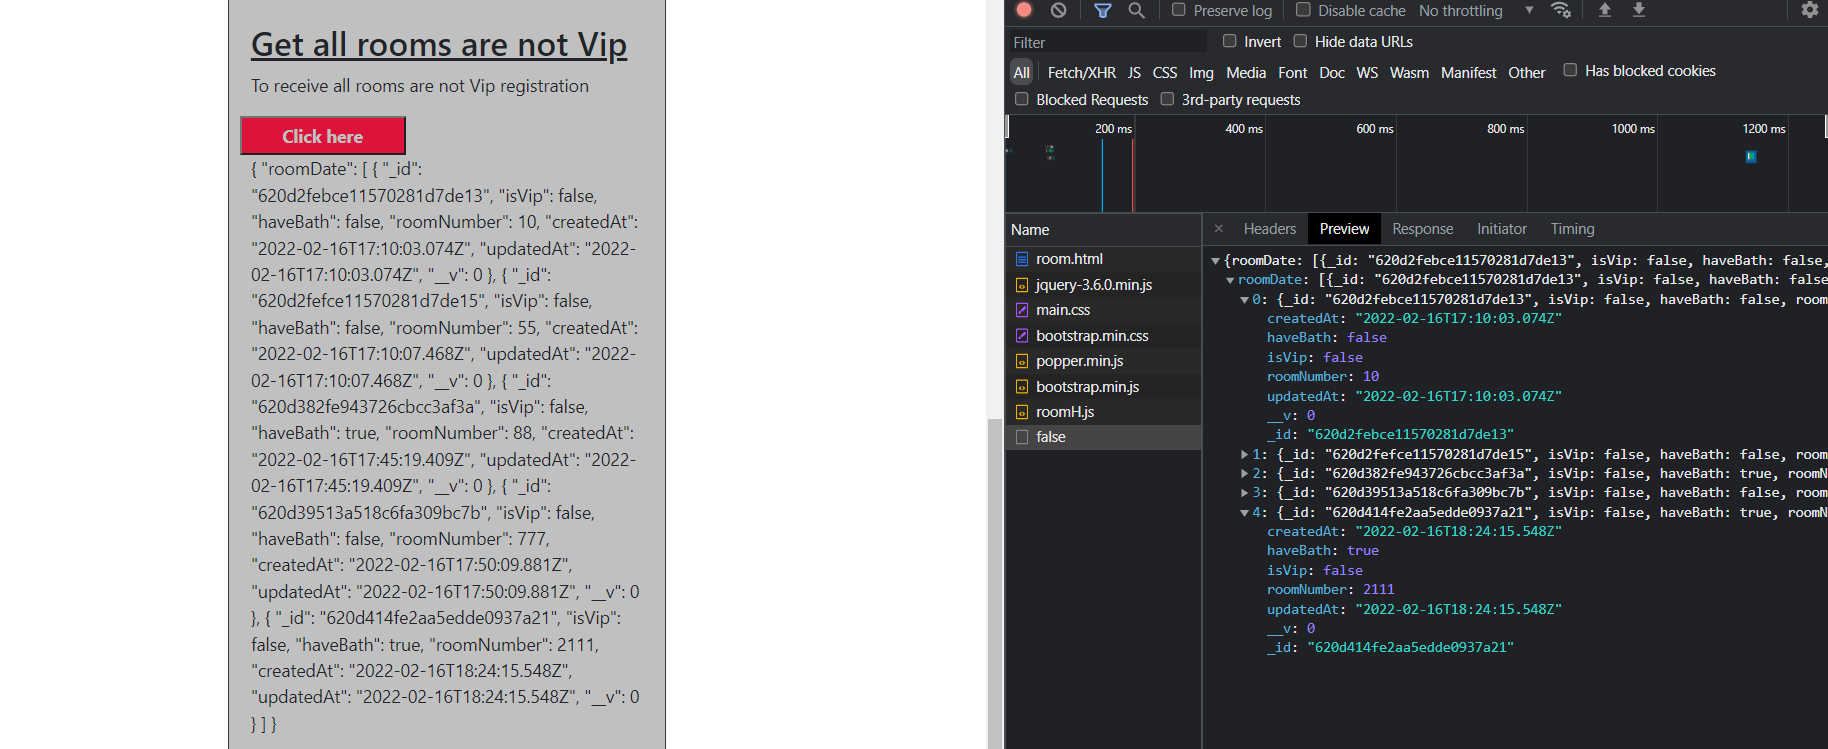 Get all rooms are not Vip
To receive all rooms are not Vip registration
Click here
{ "roomDate": [ { "_id":
"620d2febce11570281d7de13", "isVip": false,
"haveBath": false, "roomNumber": 10, "createdAt":
"2022-02-16T17:10:03.074Z", "updatedAt": "2022-
02-16T17:10:03.074Z", "__v": 0 }, { "_id":
"620d2fefce11570281d7de15", "isVip": false,
"haveBath": false, "roomNumber": 55, "createdAt":
"2022-02-16T17:10:07.468Z", "updatedAt": "2022-
02-16T17:10:07.468Z", "__v": 0 }, { "_id":
"620d382fe943726cbcc3af3a", "isVip": false,
"haveBath": true, "roomNumber": 88, "createdAt":
"2022-02-16T17:45:19.409Z", "updatedAt": "2022-
02-16T17:45:19.409Z", "__v": 0 }, { "_id":
"620d39513a518c6fa309bc7b", "isVip": false,
"haveBath": false, "roomNumber": 777,
"createdAt": "2022-02-16T17:50:09.881Z",
"updatedAt": "2022-02-16T17:50:09.881Z", "__v": 0
}, { "_id": "620d414fe2aa5edde0937a21", "isVip":
false, "haveBath": true, "roomNumber": 2111,
"createdAt": "2022-02-16T18:24:15.548Z",
"updatedAt": "2022-02-16T18:24:15.548Z", "__v": 0
} ] }
Preserve log Disable cache No throttling
Filter Invert Hide data URLs
All Fetch/XHR JS CSS Img Media Font Doc WS Wasm Manifest Other Has blocked cookies
Blocked Requests 3rd-party requests
200 ms 400 ms 600 ms 800 ms 1000 ms 1200 ms
Name
room.html
jquery-3.6.0.min.js
main.css
bootstrap.min.css
popper.min.js
bootstrap.min.js
roomH.js
false
× Headers Preview Response Initiator Timing
{roomDate: [{_id: "620d2febce11570281d7de13", isVip: false, haveBath: false,
roomDate: [{_id: "620d2febce11570281d7de13", isVip: false, haveBath: false
0: {_id: "620d2febce11570281d7de13", isVip: false, haveBath: false, room
createdAt: "2022-02-16T17:10:03.074Z"
haveBath: false
isVip: false
roomNumber: 10
updatedAt: "2022-02-16T17:10:03.074Z"
__v: 0
_id: "620d2febce11570281d7de13"
1: {_id: "620d2fefce11570281d7de15", isVip: false, haveBath: false, room
2: {_id: "620d382fe943726cbcc3af3a", isVip: false, haveBath: true, roomN
3: {_id: "620d39513a518c6fa309bc7b", isVip: false, haveBath: false, room
4: {_id: "620d414fe2aa5edde0937a21", isVip: false, haveBath: true, roomN
createdAt: "2022-02-16T18:24:15.548Z"
haveBath: true
isVip: false
roomNumber: 2111
updatedAt: "2022-02-16T18:24:15.548Z"
__v: 0
_id: "620d414fe2aa5edde0937a21"